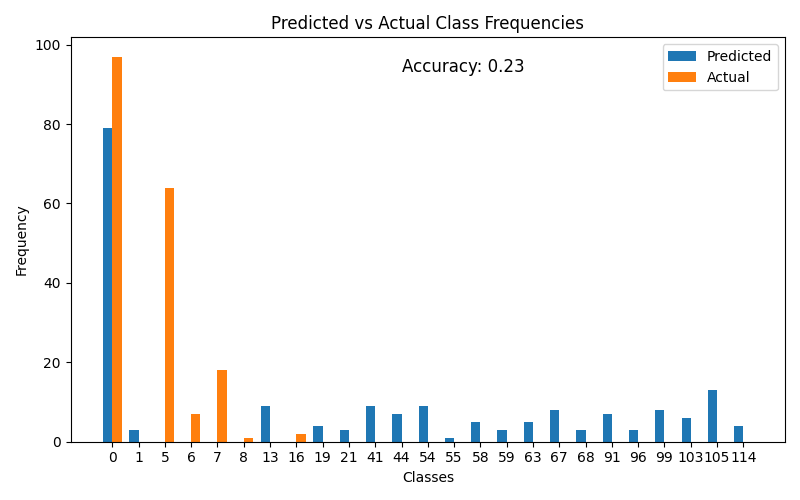 Predicted vs Actual Class Frequencies
Accuracy: 0.23
Predicted
Actual
100
80
60
40
20
0
Frequency
0 1 5 6 7 8 13 16 19 21 41 44 54 55 58 59 63 67 68 91 96 99 103 105 114
Classes